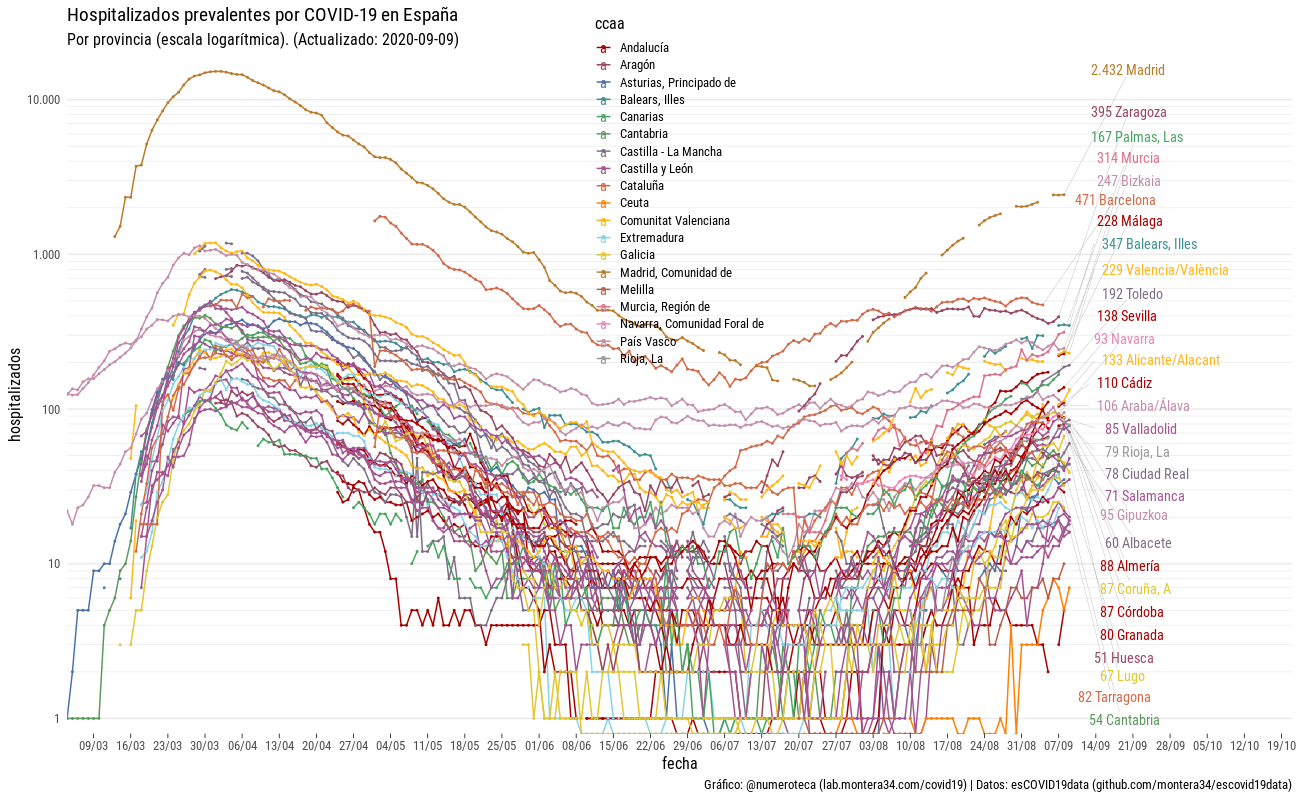 Hospitalizados prevalentes por COVID-19 en España
Por provincia (escala logarítmica). (Actualizado: 2020-09-09)
ccaa
Andalucía
Aragón
Asturias, Principado de
Balears, Illes
Canarias
Cantabria
Castilla - La Mancha
Castilla y León
Cataluña
Ceuta
Comunitat Valenciana
Extremadura
Galicia
Madrid, Comunidad de
Melilla
Murcia, Región de
Navarra, Comunidad Foral de
País Vasco
Rioja, La
hospitalizados
10.000
1.000
100
10
1
2.432 Madrid
395 Zaragoza
167 Palmas, Las
314 Murcia
247 Bizkaia
471 Barcelona
228 Málaga
347 Balears, Illes
229 Valencia/València
192 Toledo
138 Sevilla
93 Navarra
133 Alicante/Alacant
110 Cádiz
106 Araba/Álava
85 Valladolid
79 Rioja, La
78 Ciudad Real
71 Salamanca
95 Gipuzkoa
60 Albacete
88 Almería
87 Coruña, A
87 Córdoba
80 Granada
51 Huesca
67 Lugo
82 Tarragona
54 Cantabria
09/03 16/03 23/03 30/03 06/04 13/04 20/04 27/04 04/05 11/05 18/05 25/05 01/06 08/06 15/06 22/06 29/06 06/07 13/07 20/07 27/07 03/08 10/08 17/08 24/08 31/08 07/09 14/09 21/09 28/09 05/10 12/10 19/10
fecha
Gráfico: @numeroteca (lab.montera34.com/covid19) | Datos: esCOVID19data (github.com/montera34/escovid19data)